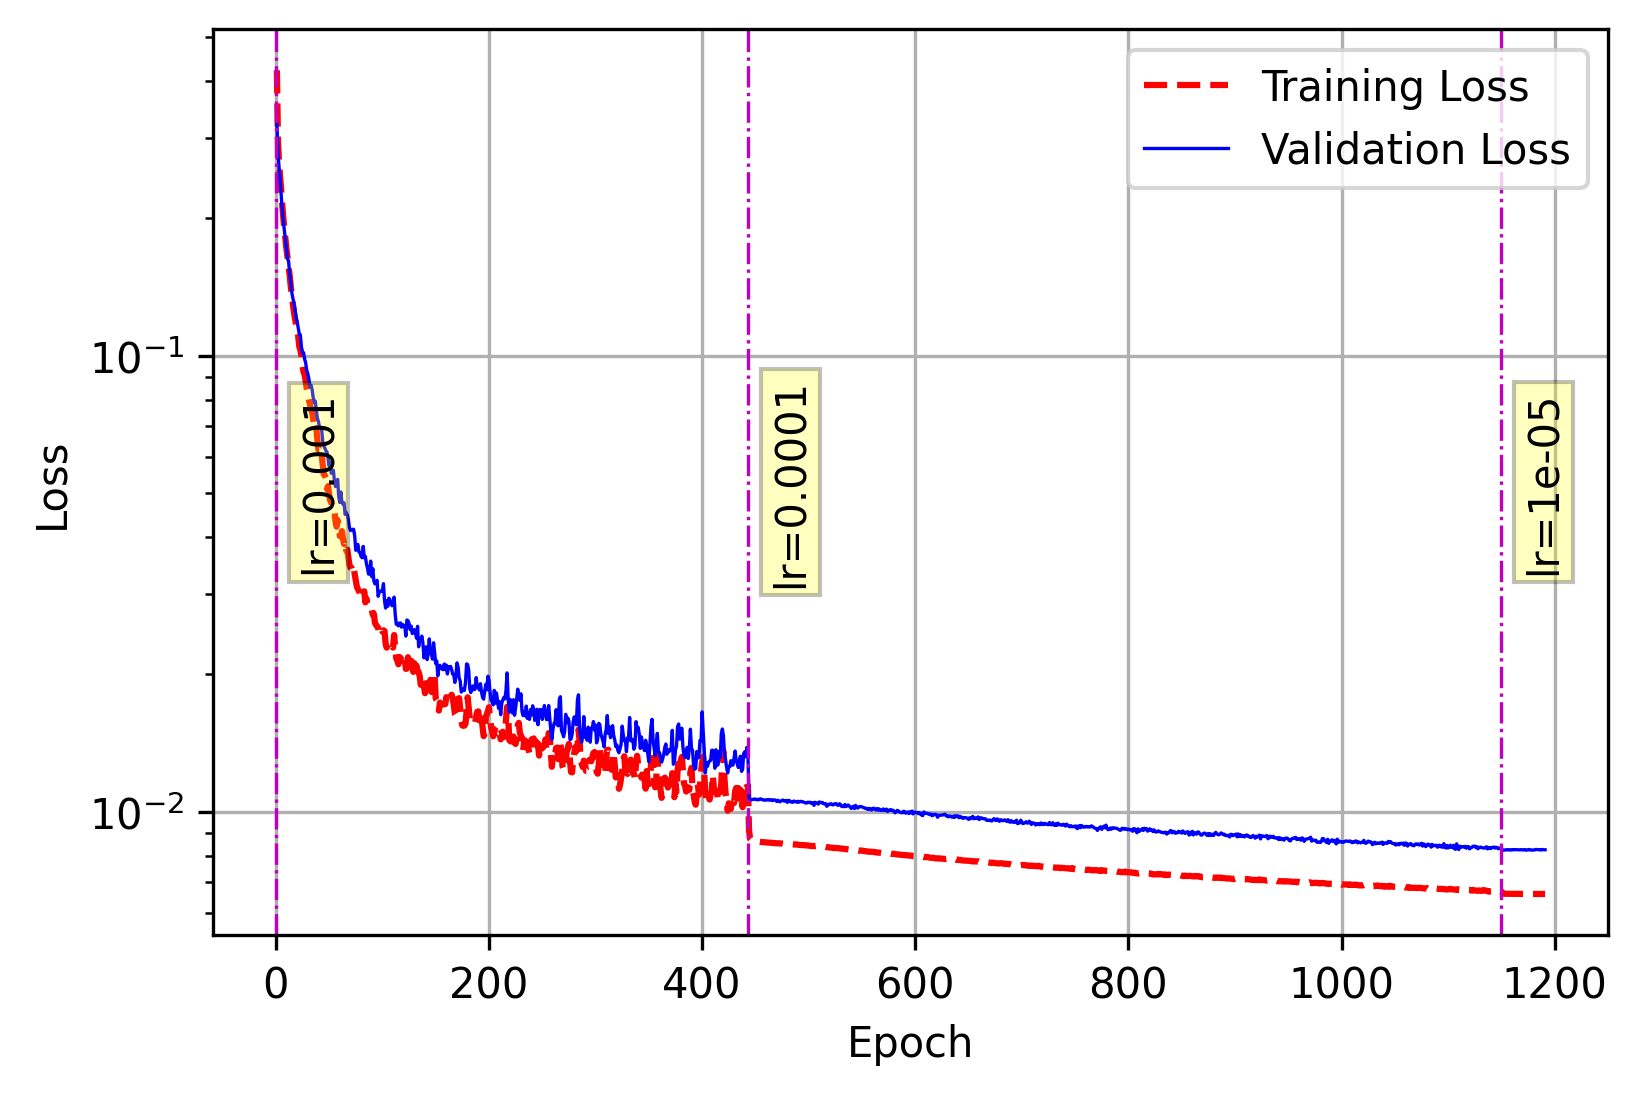 Training Loss
Validation Loss
10⁻¹
10⁻²
Loss
lr=0.001
lr=0.0001
lr=1e-05
0 200 400 600 800 1000 1200
Epoch